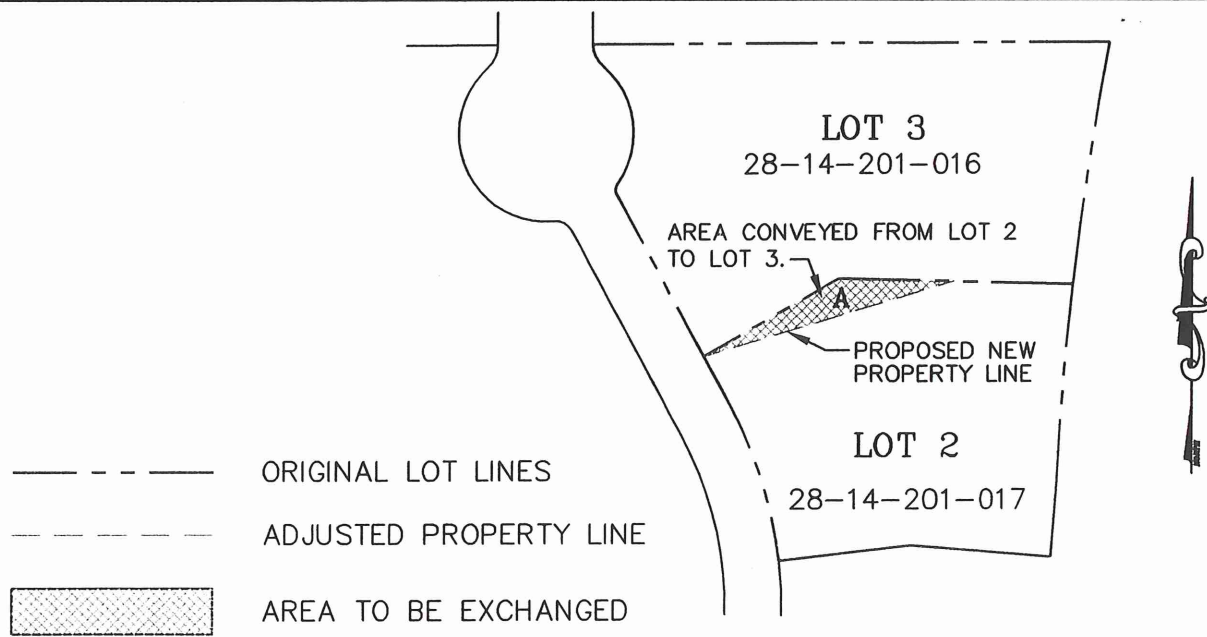 LOT 3
28-14-201-016
AREA CONVEYED FROM LOT 2
TO LOT 3.
A
PROPOSED NEW
PROPERTY LINE
LOT 2
28-14-201-017
ORIGINAL LOT LINES
ADJUSTED PROPERTY LINE
AREA TO BE EXCHANGED